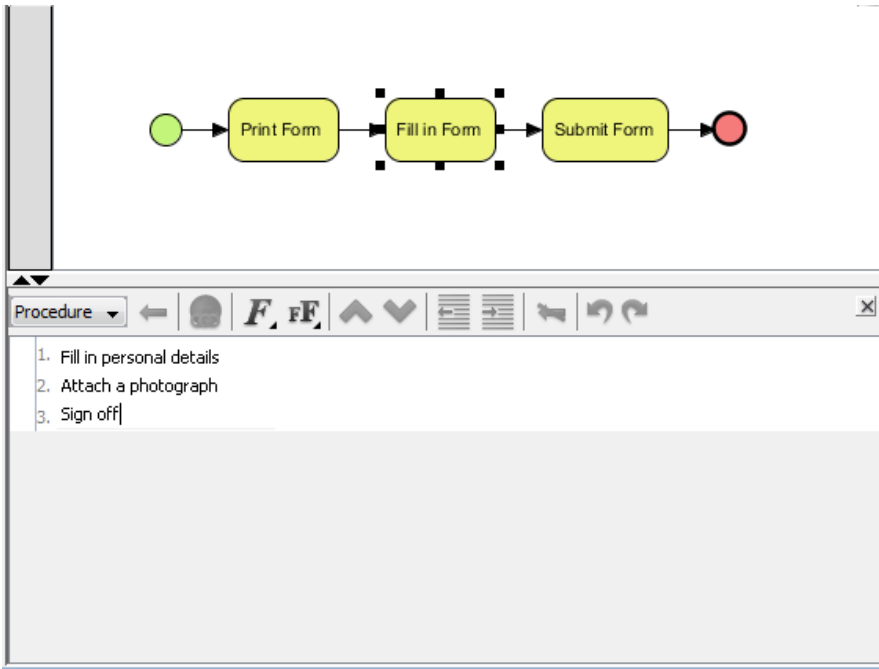 Print Form
Fill in Form
Submit Form
Procedure
F FF
1. Fill in personal details
2. Attach a photograph
3. Sign off